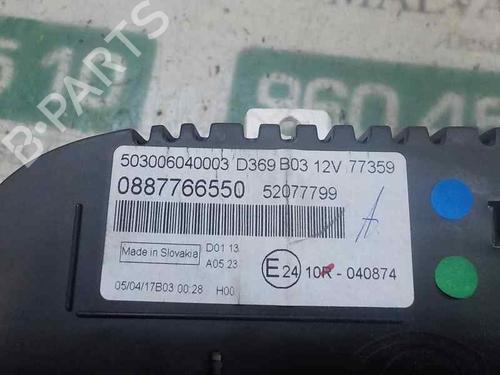 503006040003 D369 B03 12V 77359
0887766550 52077799
Made in Slovakia
D01 13
A05 23
E24 10R - 040874
05/04/17B03 00:28 H00
B-PARTS